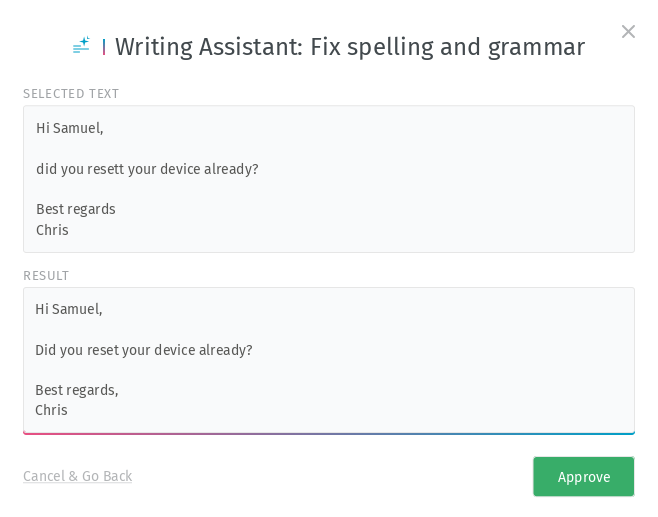 Writing Assistant: Fix spelling and grammar
SELECTED TEXT
Hi Samuel,
did you resett your device already?
Best regards
Chris
RESULT
Hi Samuel,
Did you reset your device already?
Best regards,
Chris
Cancel & Go Back
Approve